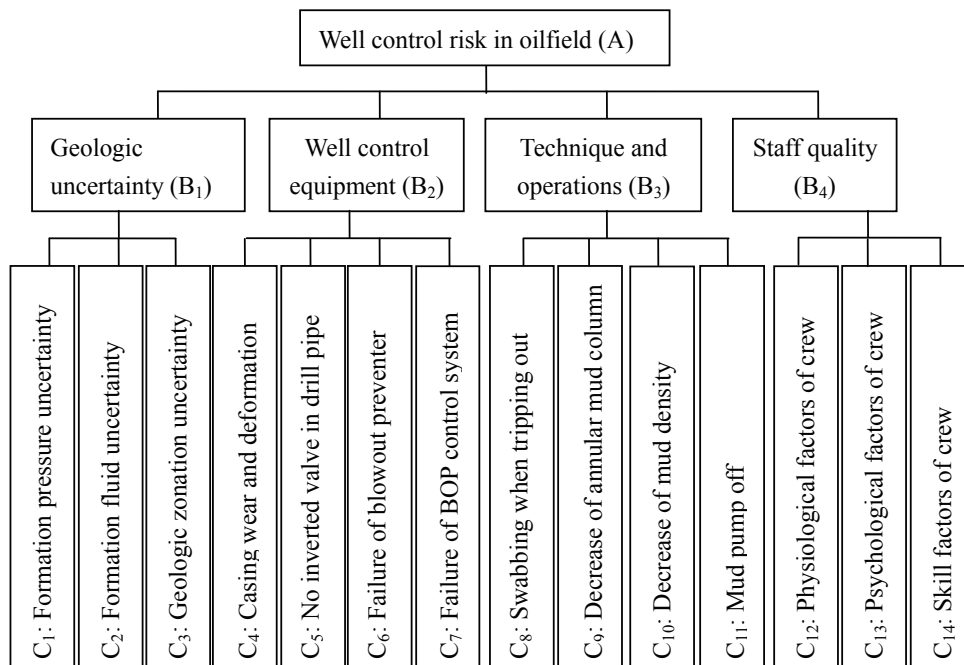 Well control risk in oilfield (A)
Geologic
uncertainty (B₁)
Well control
equipment (B₂)
Technique and
operations (B₃)
Staff quality
(B₄)
C₁: Formation pressure uncertainty
C₂: Formation fluid uncertainty
C₃: Geologic zonation uncertainty
C₄: Casing wear and deformation
C₅: No inverted valve in drill pipe
C₆: Failure of blowout preventer
C₇: Failure of BOP control system
C₈: Swabbing when tripping out
C₉: Decrease of annular mud column
C₁₀: Decrease of mud density
C₁₁: Mud pump off
C₁₂: Physiological factors of crew
C₁₃: Psychological factors of crew
C₁₄: Skill factors of crew